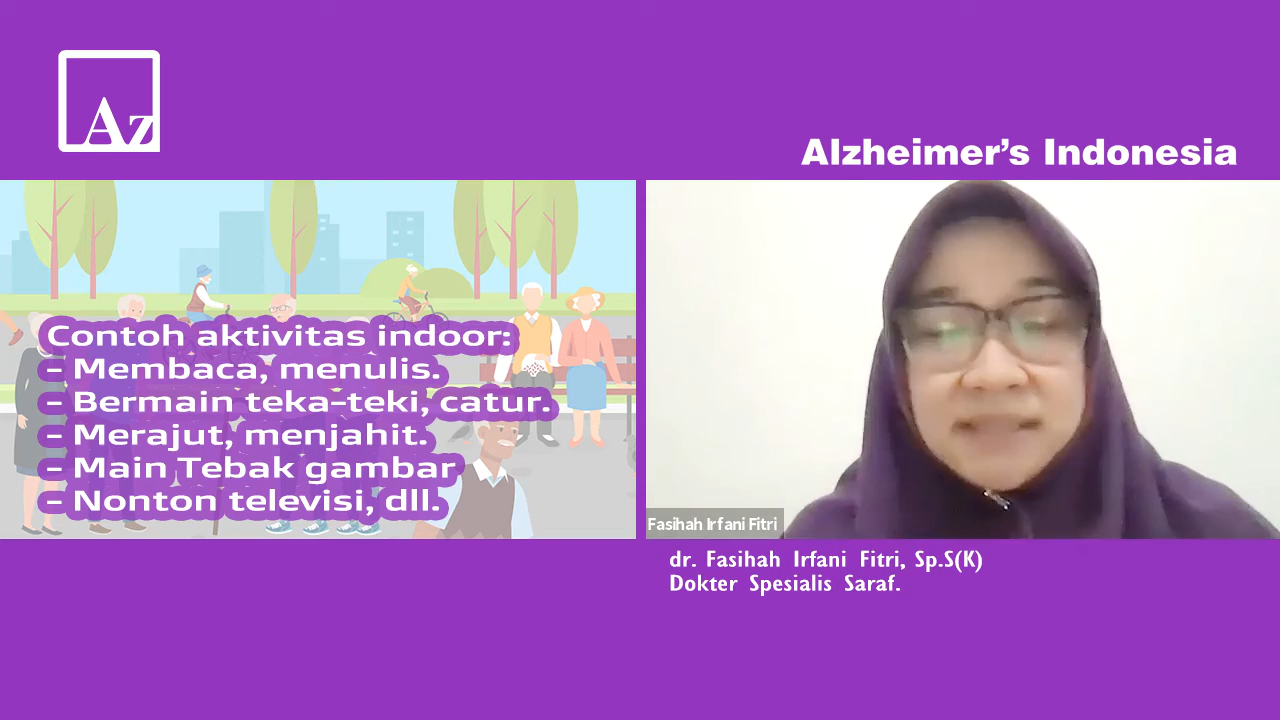 Az
Alzheimer's Indonesia
Contoh aktivitas indoor:
- Membaca, menulis.
- Bermain teka-teki, catur.
- Merajut, menjahit.
- Main Tebak gambar
- Nonton televisi, dll.
Fasihah Irfani Fitri
dr. Fasihah Irfani Fitri, Sp.S(K)
Dokter Spesialis Saraf.